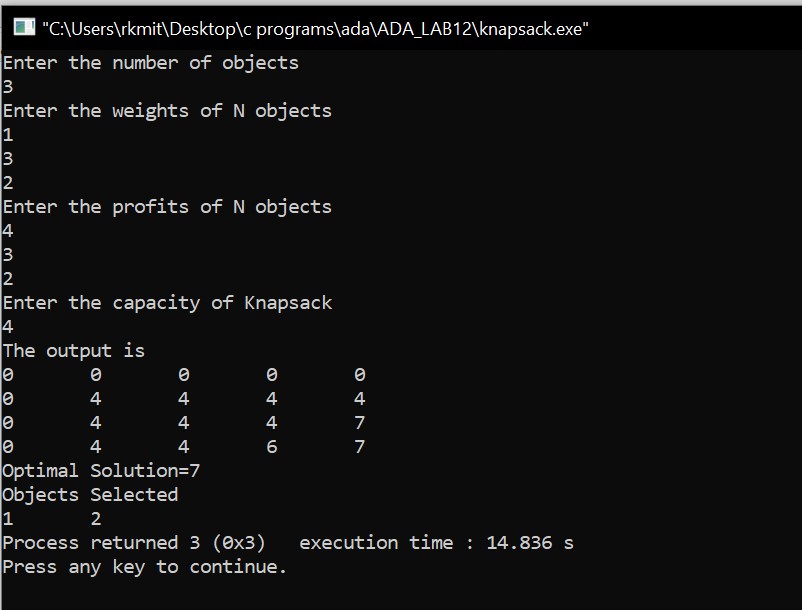 "C:\Users\rkmit\Desktop\c programs\ada\ADA_LAB12\knapsack.exe"
Enter the number of objects
3
Enter the weights of N objects
1
3
2
Enter the profits of N objects
4
3
2
Enter the capacity of Knapsack
4
The output is
0 0 0 0 0
0 4 4 4 4
0 4 4 4 7
0 4 4 6 7
Optimal Solution=7
Objects Selected
1 2
Process returned 3 (0x3) execution time : 14.836 s
Press any key to continue.